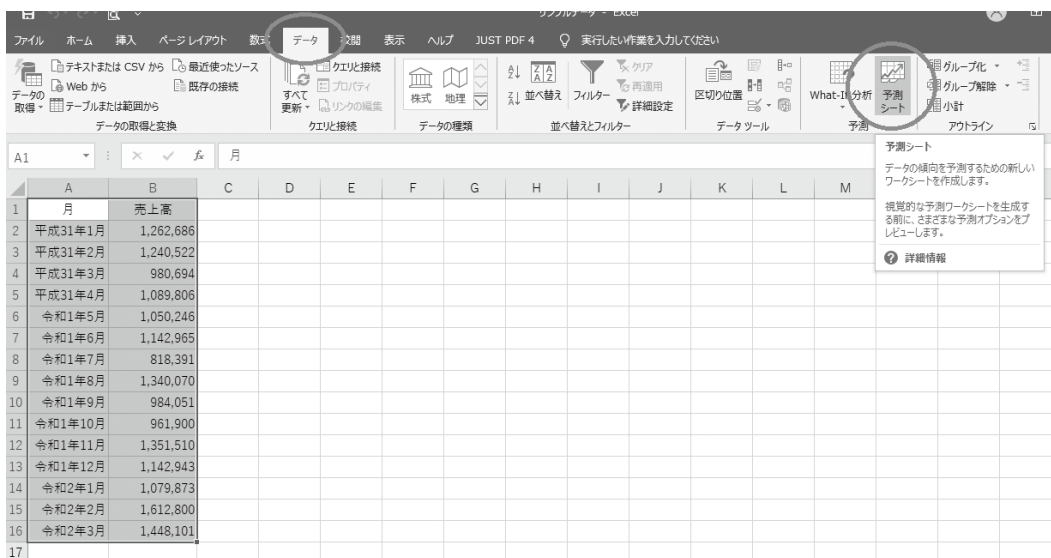 サンプルデータ - Excel
ファイル ホーム 挿入 ページ レイアウト 数式 データ 校閲 表示 ヘルプ JUST PDF 4 実行したい作業を入力してください
テキストまたは CSV から 最近使ったソース
Web から 既存の接続
テーブルまたは範囲から
データの取得
クエリと接続
プロパティ
リンクの編集
すべて更新
株式 地理
並べ替え フィルター
クリア
再適用
詳細設定
区切り位置
What-If 分析 予測シート
グループ化
グループ解除
小計
データの取得と変換 クエリと接続 データの種類 並べ替えとフィルター データ ツール 予測 アウトライン
A1 fx 月
予測シート
データの傾向を予測するための新しい
ワークシートを作成します。
視覚的な予測ワークシートを生成す
る前に、さまざまな予測オプションをプ
レビューします。
詳細情報
A B C D E F G H I J K L M
1 月 売上高
2 平成31年1月 1,262,686
3 平成31年2月 1,240,522
4 平成31年3月 980,694
5 平成31年4月 1,089,806
6 令和1年5月 1,050,246
7 令和1年6月 1,142,965
8 令和1年7月 818,391
9 令和1年8月 1,340,070
10 令和1年9月 984,051
11 令和1年10月 961,900
12 令和1年11月 1,351,510
13 令和1年12月 1,142,943
14 令和2年1月 1,079,873
15 令和2年2月 1,612,800
16 令和2年3月 1,448,101
17